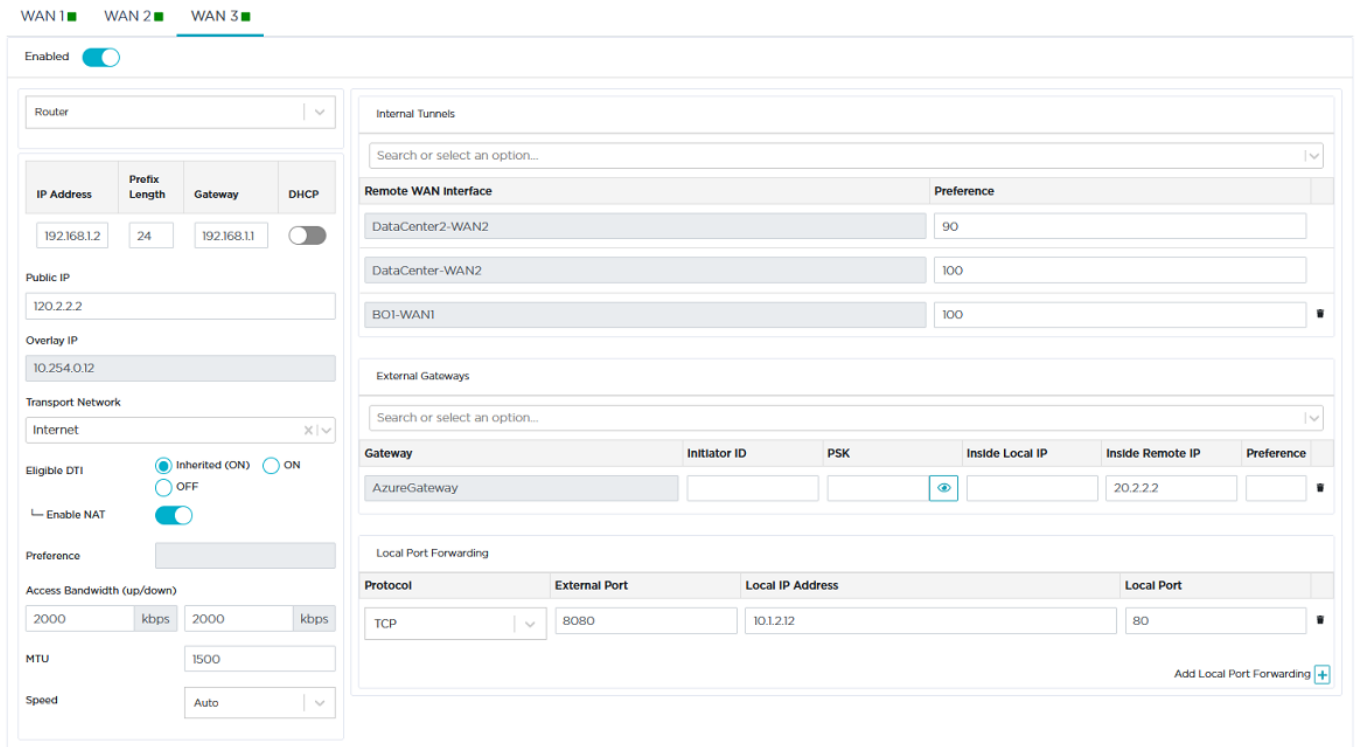 WAN 1 WAN 2 WAN 3
Enabled
Router
IP Address Prefix Length Gateway DHCP
192.168.1.2 24 192.168.1.1
Public IP
120.2.2.2
Overlay IP
10.254.0.12
Transport Network
Internet
Eligible DTI Inherited (ON) ON
OFF
Enable NAT
Preference
Access Bandwidth (up/down)
2000 kbps 2000 kbps
MTU 1500
Speed Auto
Internal Tunnels
Search or select an option...
Remote WAN Interface Preference
DataCenter2-WAN2 90
DataCenter-WAN2 100
BO1-WAN1 100
External Gateways
Search or select an option...
Gateway Initiator ID PSK Inside Local IP Inside Remote IP Preference
AzureGateway 20.2.2.2
Local Port Forwarding
Protocol External Port Local IP Address Local Port
TCP 8080 10.1.2.12 80
Add Local Port Forwarding